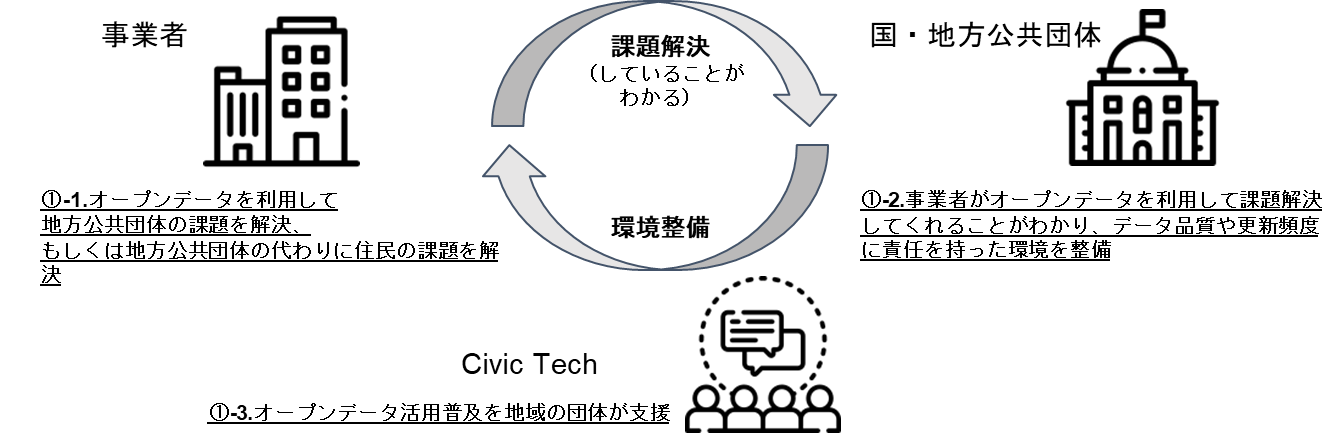 事業者
課題解決
（していることが
わかる）
国・地方公共団体
①-1.オープンデータを利用して
地方公共団体の課題を解決、
もしくは地方公共団体の代わりに住民の課題を解
決
環境整備
①-2.事業者がオープンデータを利用して課題解決
してくれることがわかり、データ品質や更新頻度
に責任を持った環境を整備
Civic Tech
①-3.オープンデータ活用普及を地域の団体が支援